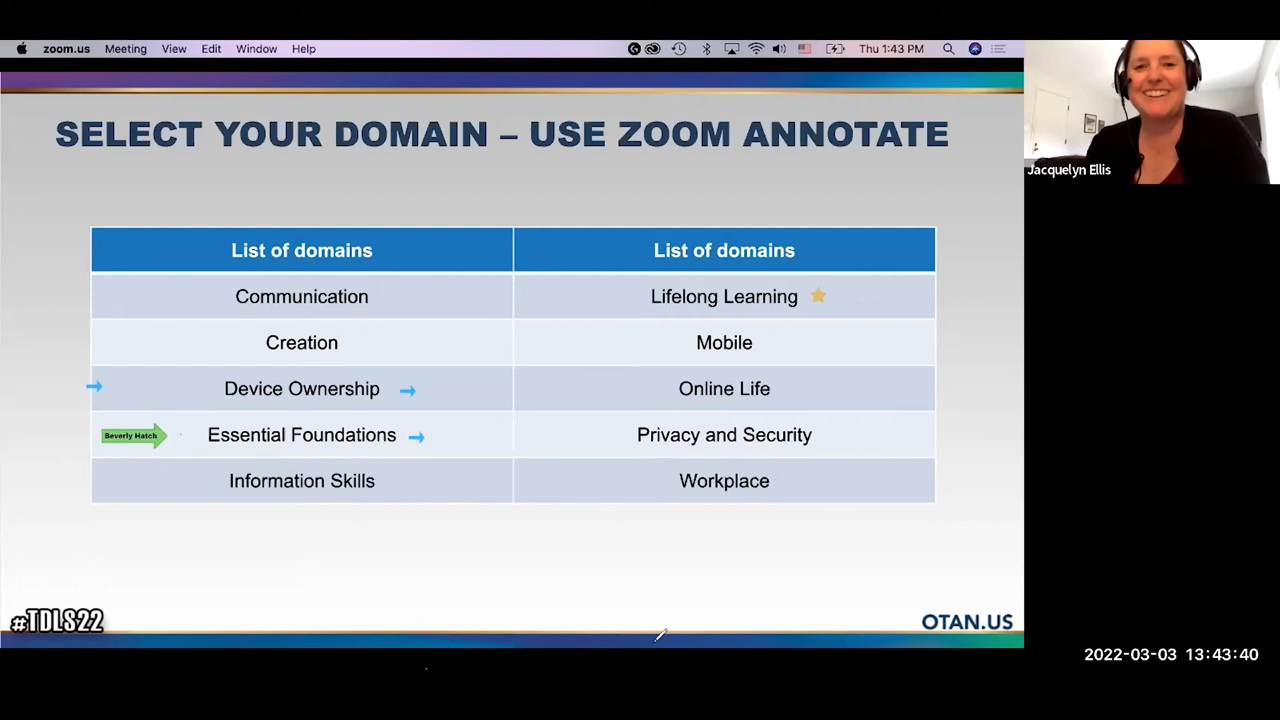 zoom.us Meeting View Edit Window Help Thu 1:43 PM
SELECT YOUR DOMAIN – USE ZOOM ANNOTATE
Jacquelyn Ellis
List of domains List of domains
Communication Lifelong Learning
Creation Mobile
Device Ownership Online Life
Beverly Hatch Essential Foundations Privacy and Security
Information Skills Workplace
#TDLS22 OTAN.US
2022-03-03 13:43:40